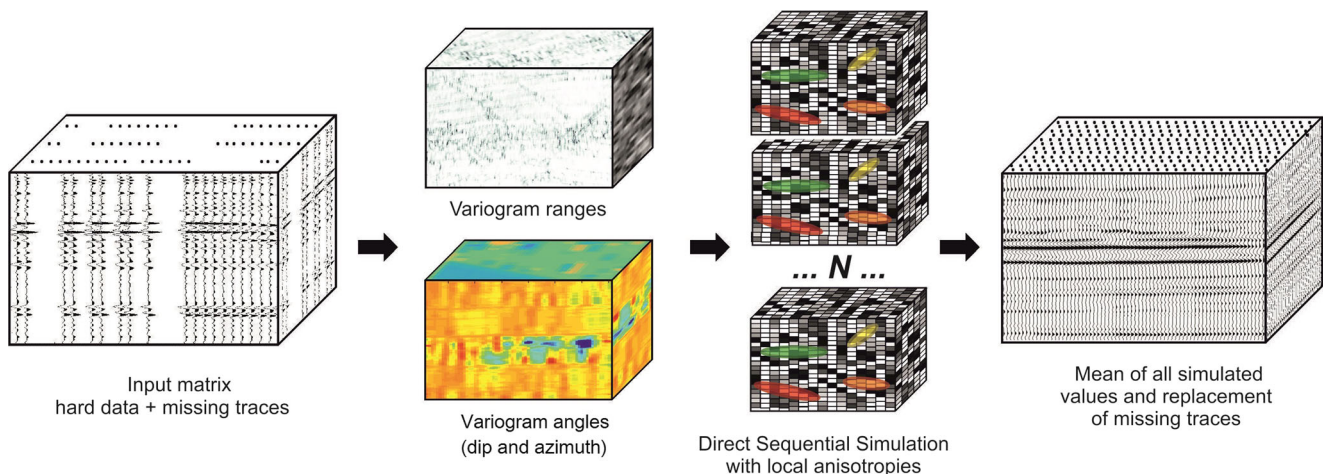 Input matrix
hard data + missing traces
Variogram ranges
Variogram angles
(dip and azimuth)
... N ...
Direct Sequential Simulation
with local anisotropies
Mean of all simulated
values and replacement
of missing traces